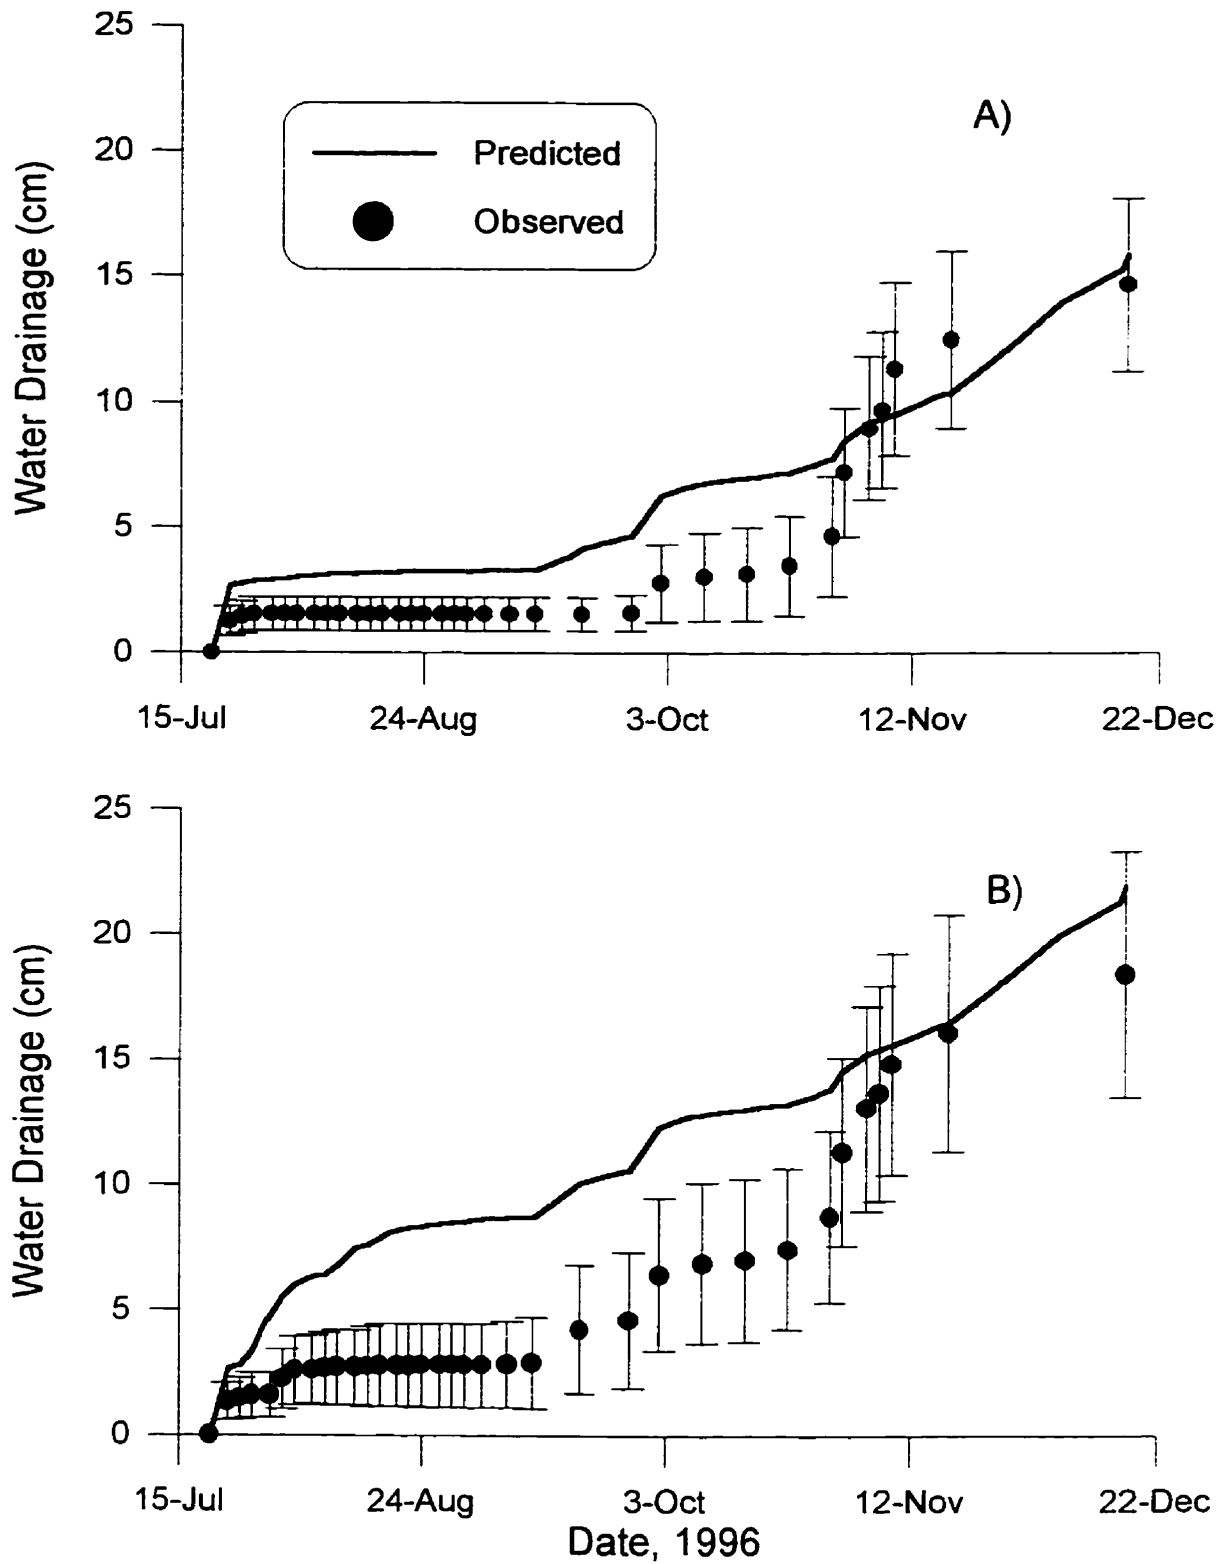 25
A)
Predicted
20
Observed
15
10
5
0
Water Drainage (cm)
15-Jul 24-Aug 3-Oct 12-Nov 22-Dec
25
B)
20
15
10
5
0
Water Drainage (cm)
15-Jul 24-Aug 3-Oct 12-Nov 22-Dec
Date, 1996